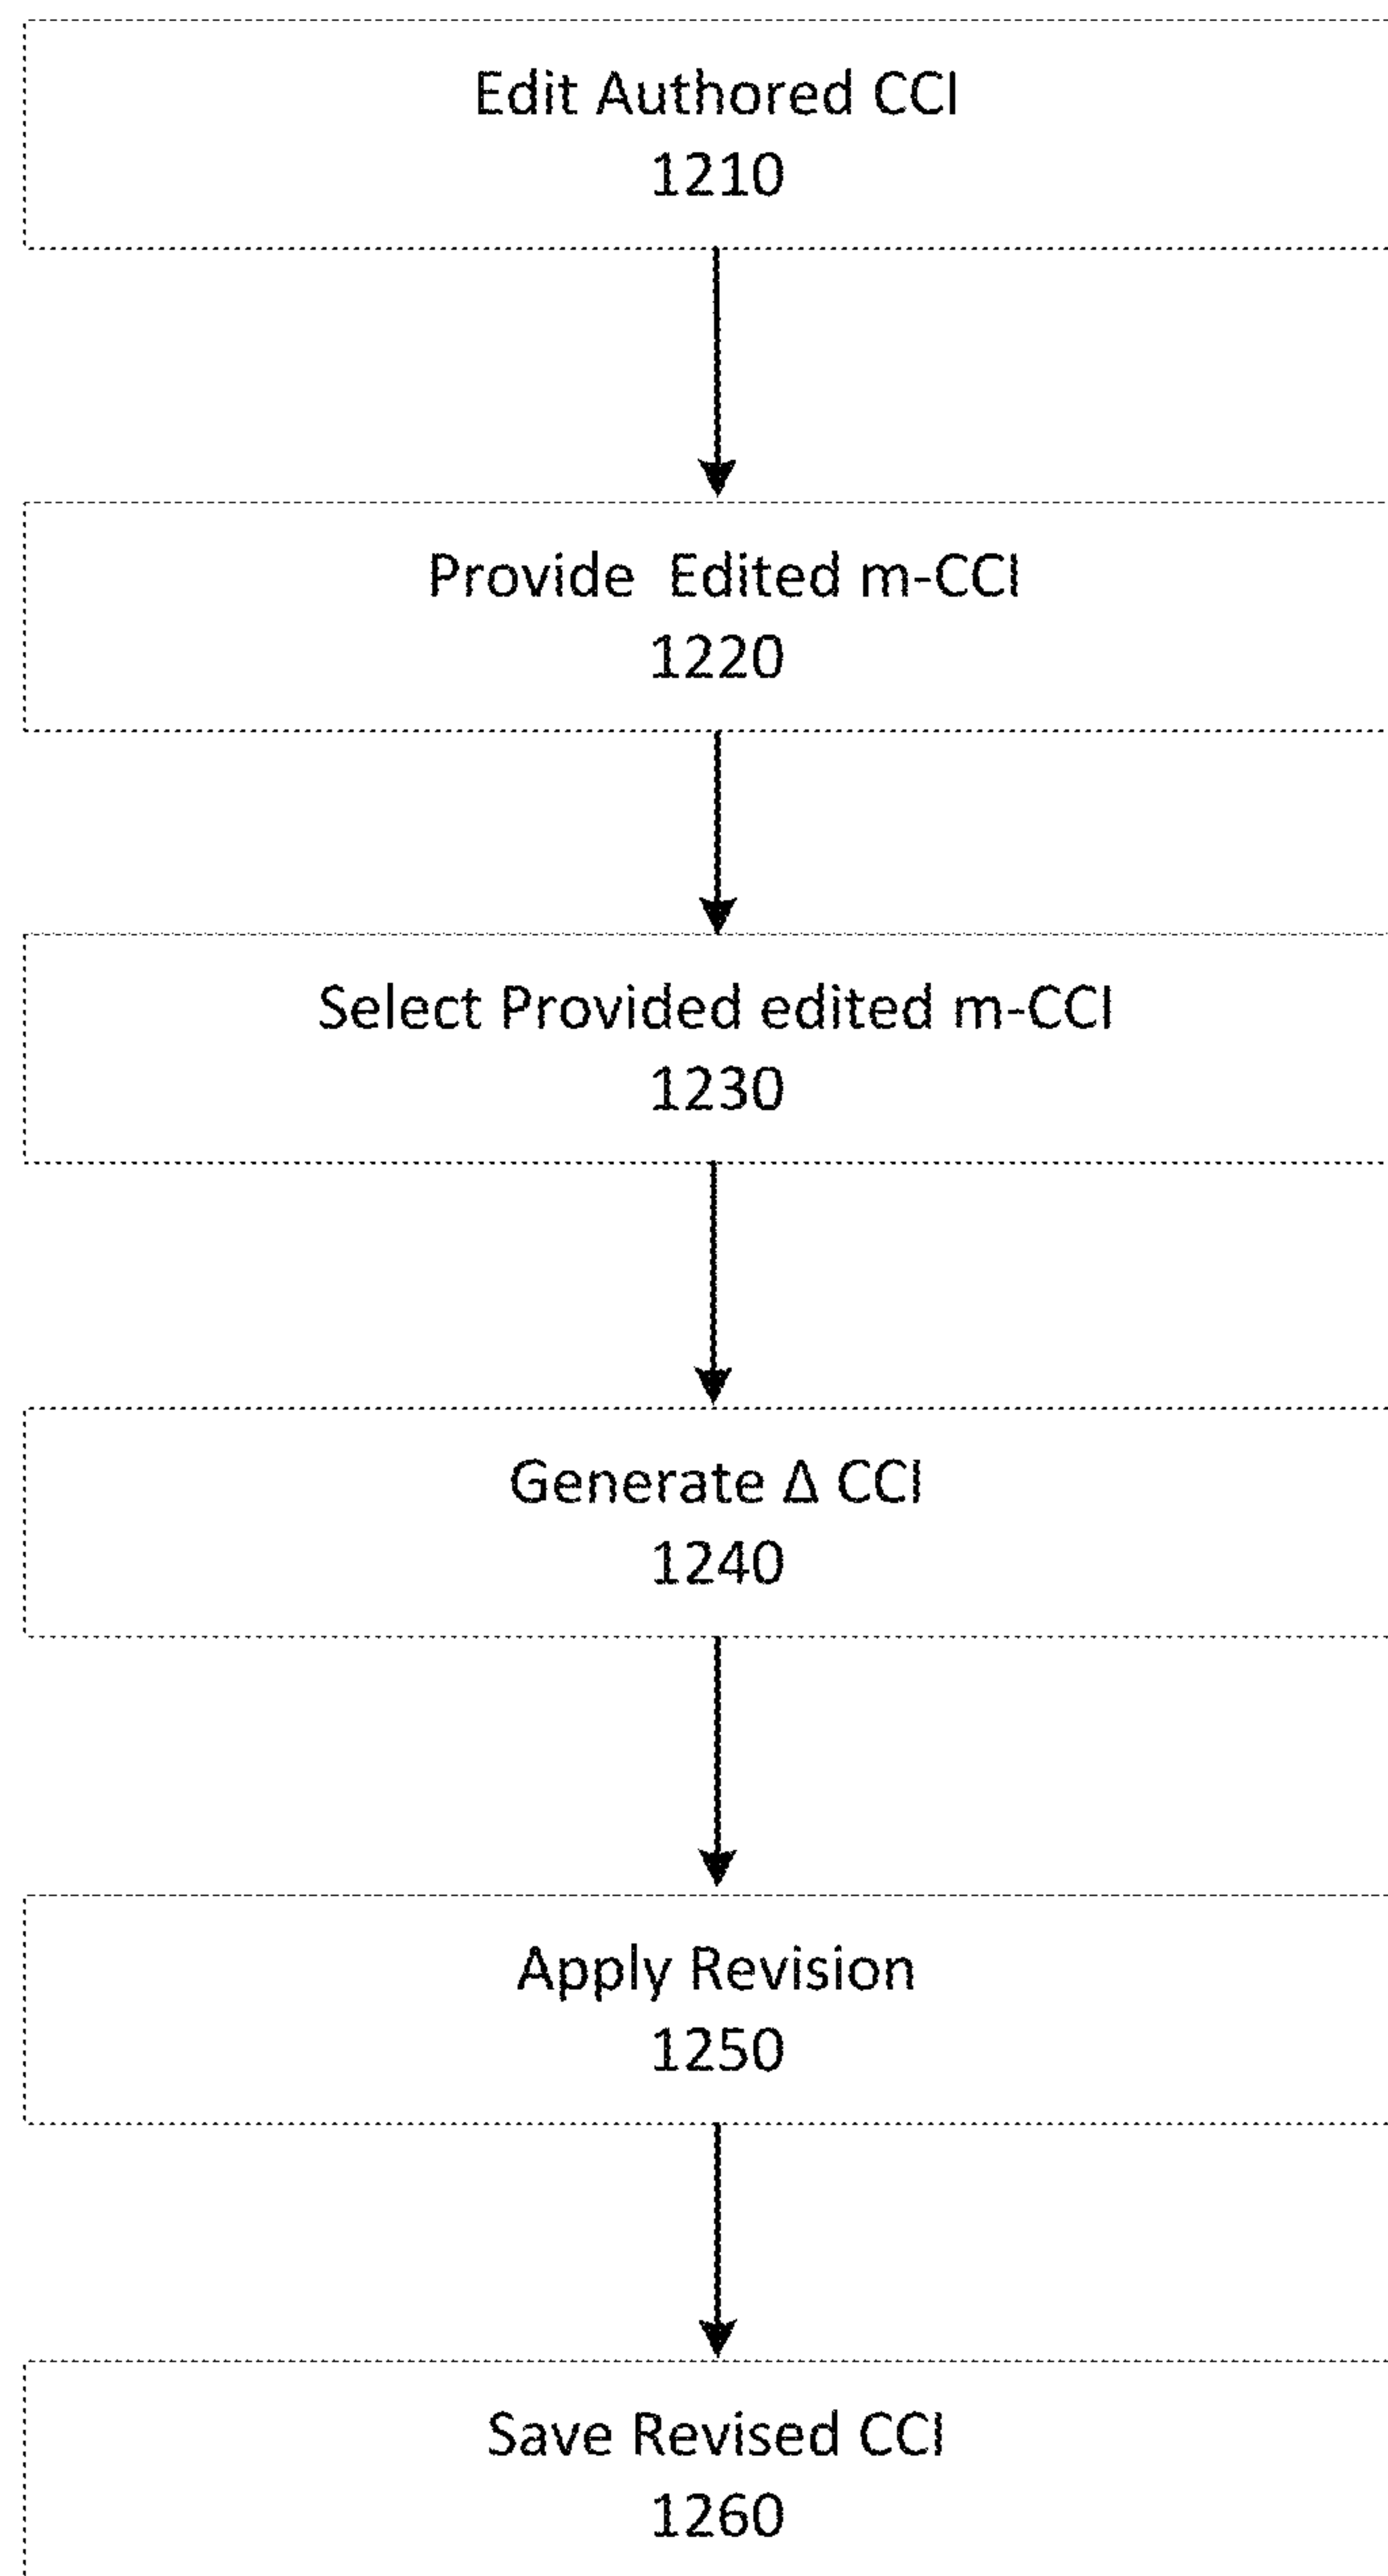 Edit Authored CCI
1210
Provide Edited m-CCI
1220
Select Provided edited m-CCI
1230
Generate Δ CCI
1240
Apply Revision
1250
Save Revised CCI
1260